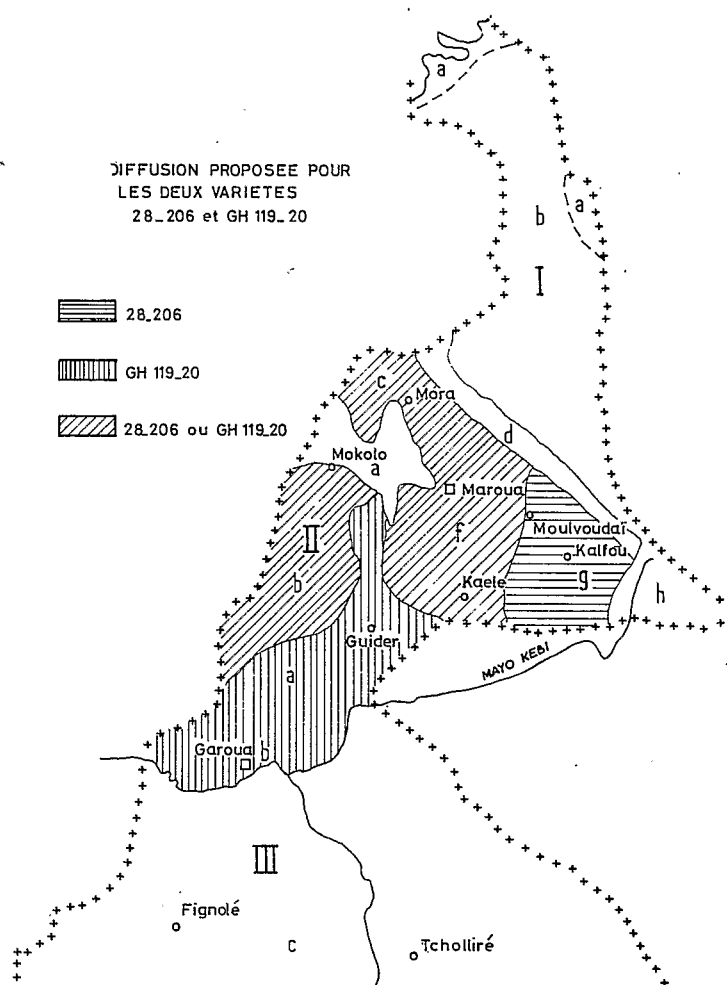 DIFFUSION PROPOSEE POUR
LES DEUX VARIETES
28_206 et GH 119_20
28_206
GH 119_20
28_206 ou GH 119_20
a
a
b
I
c
Mora
d
Mokolo
a
Maroua
Moulvoudaï
II
f
Kalfou
b
Kaele
g
h
Guider
a
MAYO KEBI
Garoua
b
III
Fignolé
c
Tcholliré